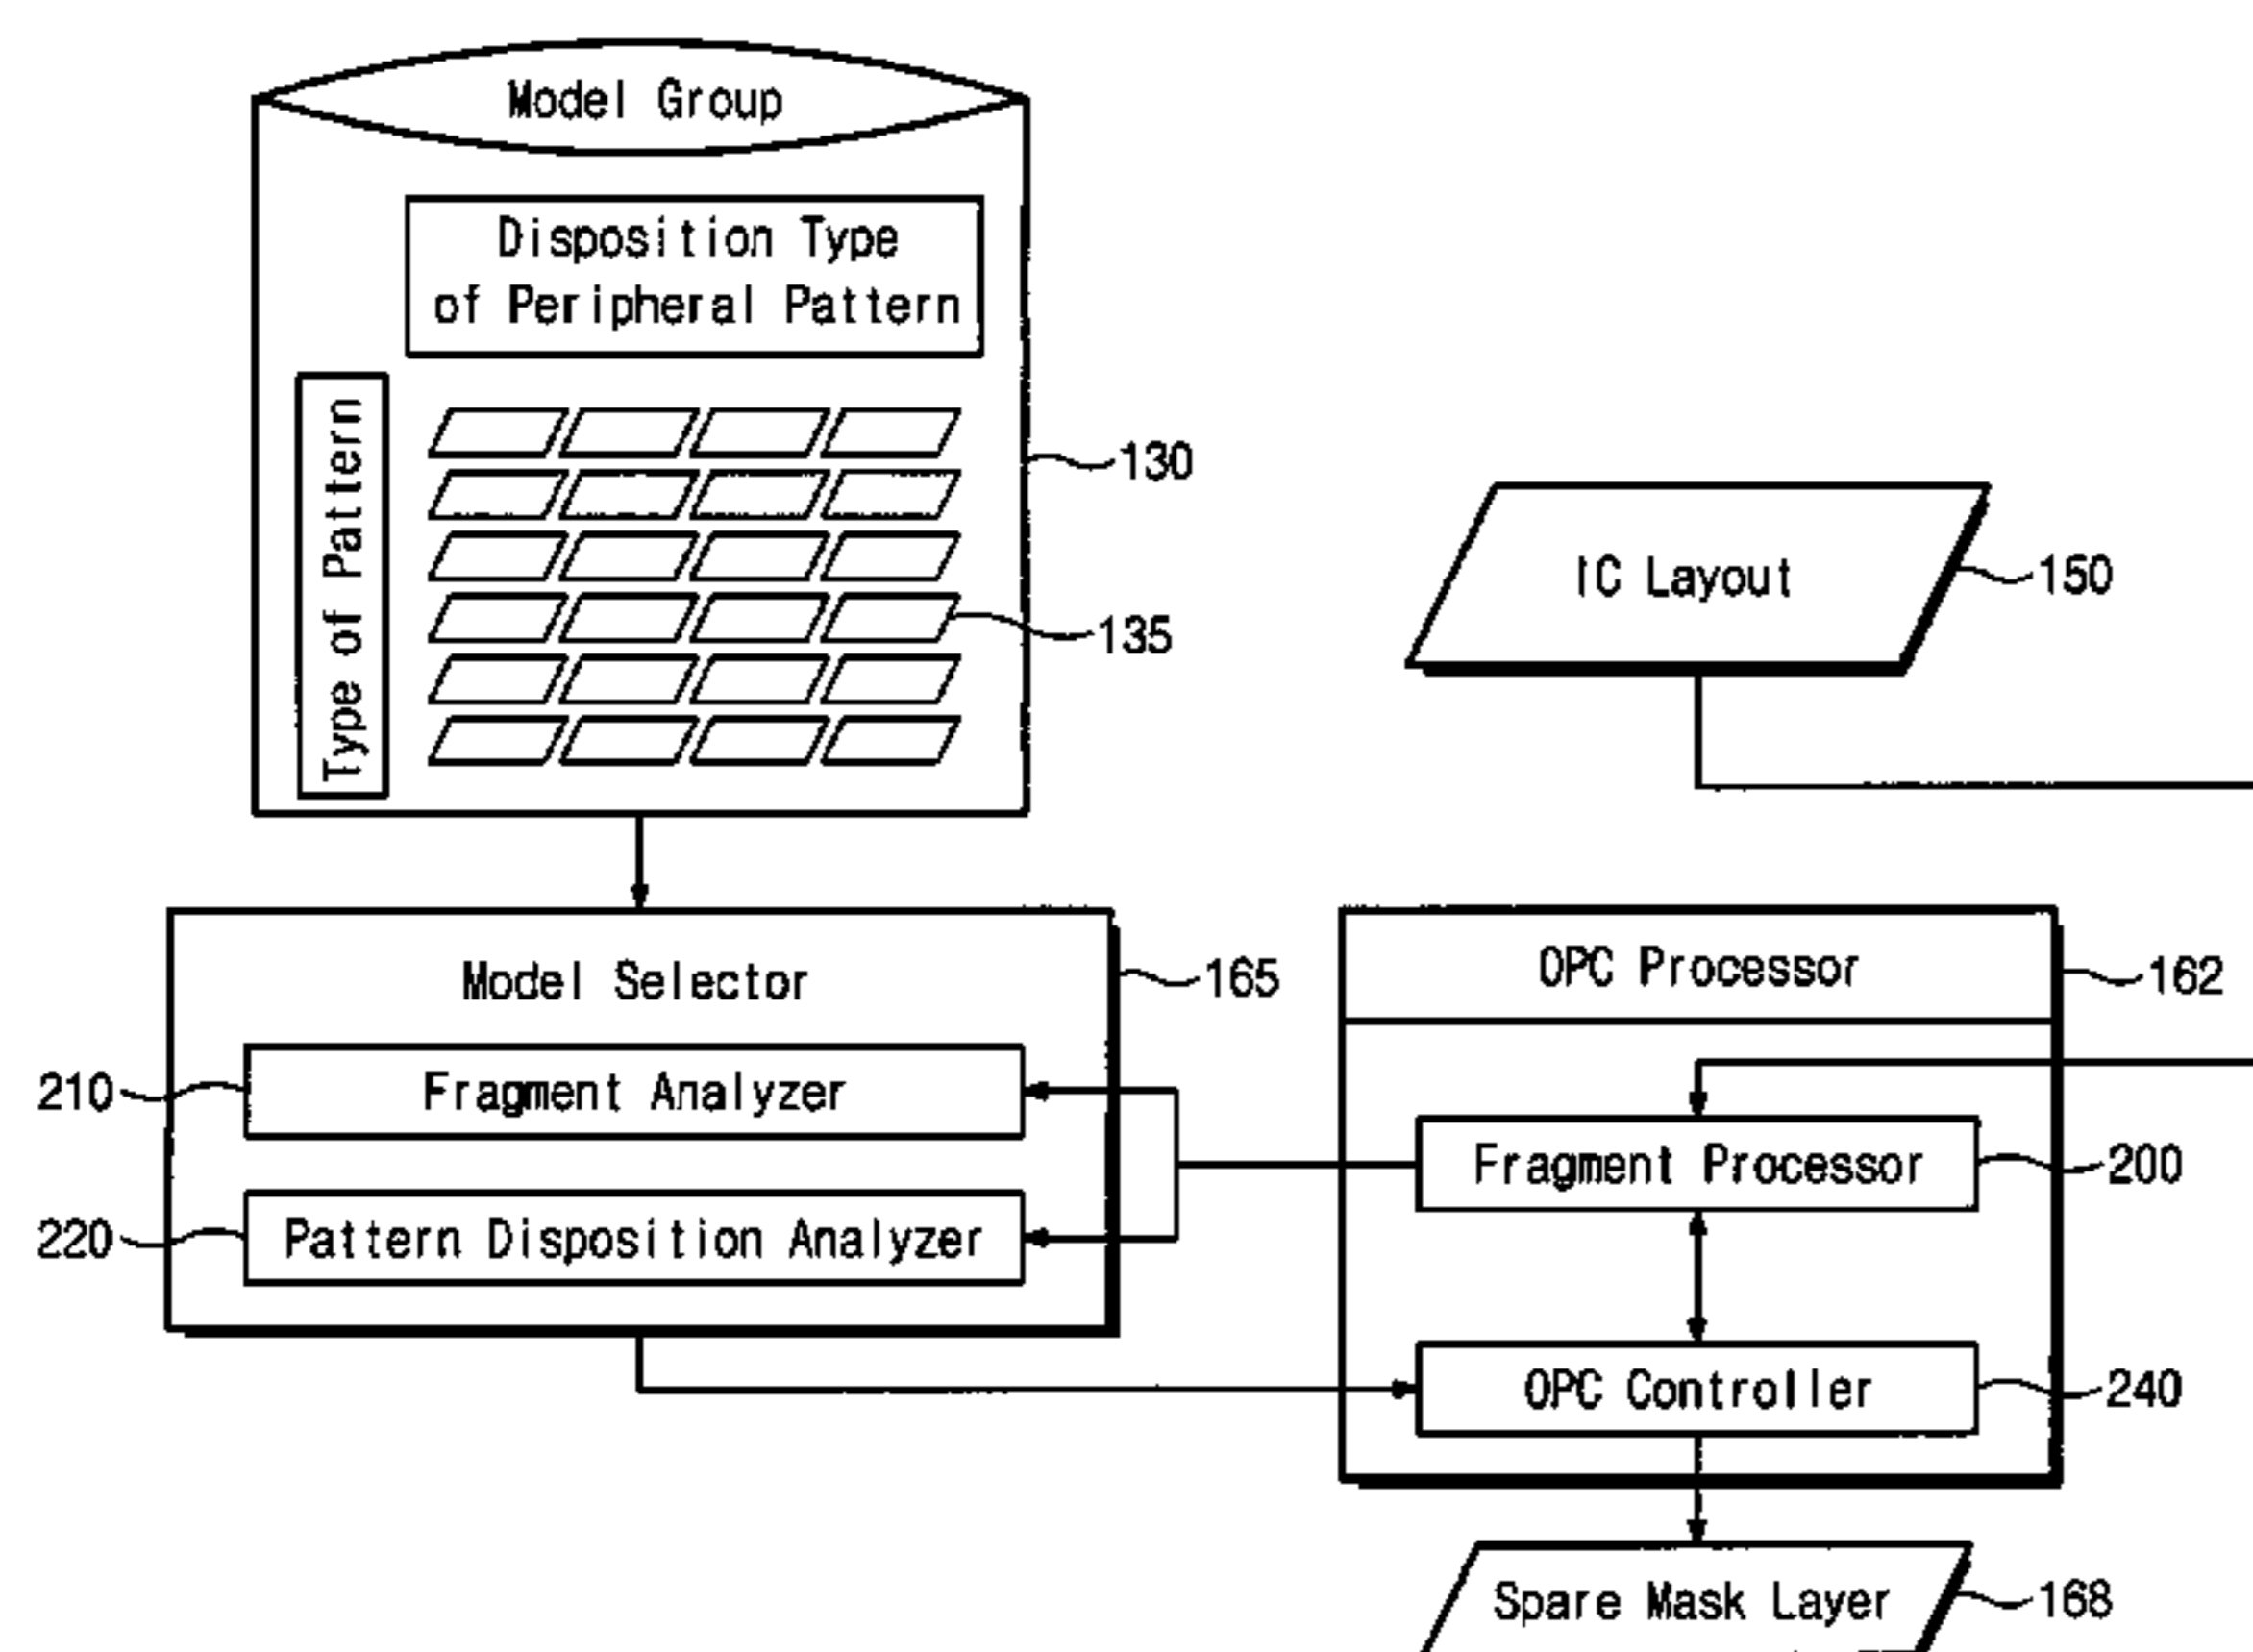 Model Group
Disposition Type
of Peripheral Pattern
Type of Pattern
130
135
IC Layout
150
Model Selector
165
OPC Processor
162
210
Fragment Analyzer
Fragment Processor
200
220
Pattern Disposition Analyzer
OPC Controller
240
Spare Mask Layer
168